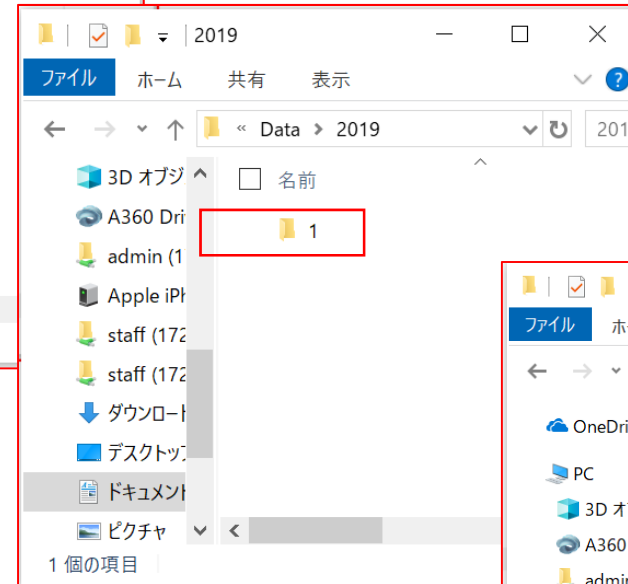 2019
ファイル ホーム 共有 表示
« Data > 2019
201
名前
3D オブジ
A360 Dri
1
admin (1
Apple iPh
staff (172
staff (172
ダウンロード
デスクトップ
ドキュメント
ピクチャ
1 個の項目
ファイル
OneDri
PC
3D オ
A360
admin